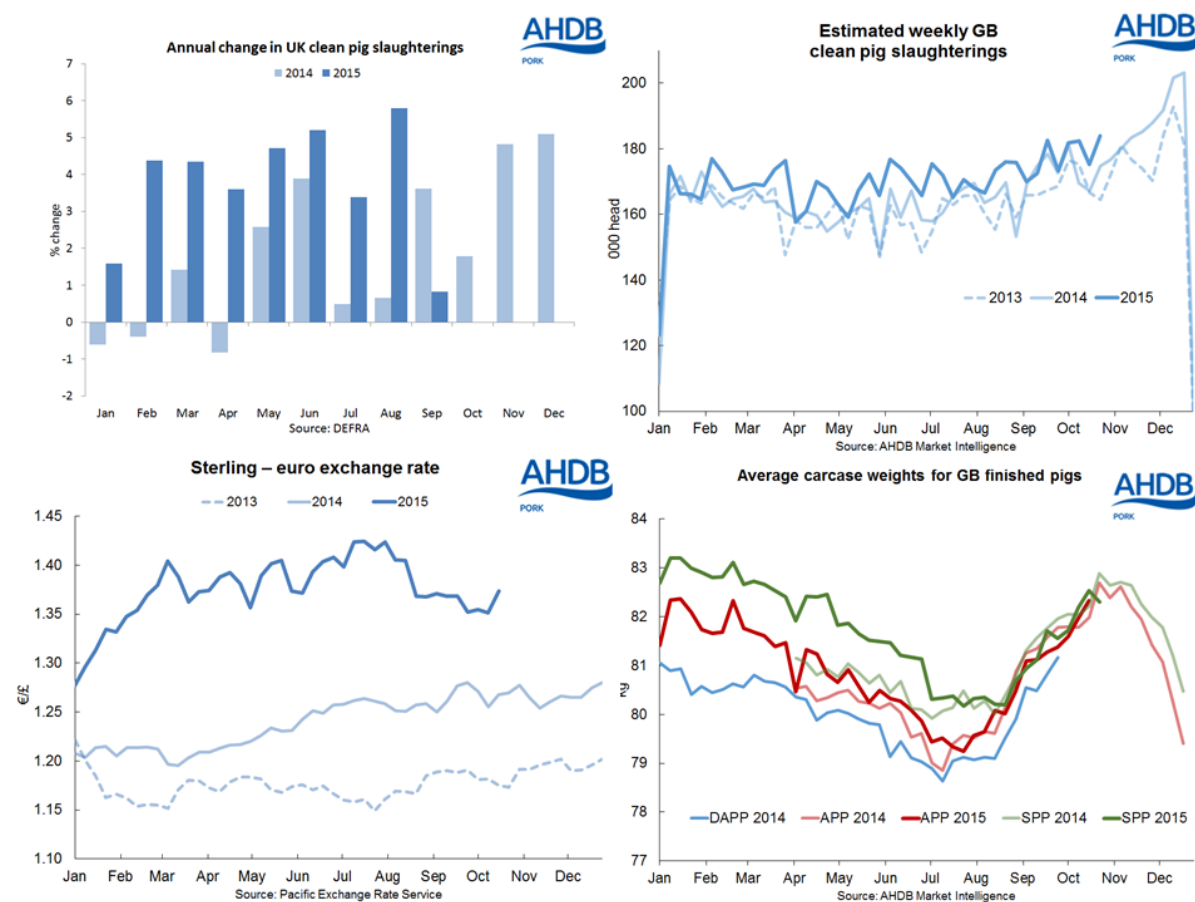 AHDB
PORK
Annual change in UK clean pig slaughterings
2014 2015
7
6
5
4
3
2
1
0
-1
-2
% change
Jan Feb Mar Apr May Jun Jul Aug Sep Oct Nov Dec
Source: DEFRA
AHDB
PORK
Estimated weekly GB
clean pig slaughterings
200
180
160
140
120
100
000 head
2013 2014 2015
Jan Feb Mar Apr May Jun Jul Aug Sep Oct Nov Dec
Source: AHDB Market Intelligence
AHDB
PORK
Sterling – euro exchange rate
2013 2014 2015
1.45
1.40
1.35
1.30
1.25
1.20
1.15
1.10
€/£
Jan Feb Mar Apr May Jun Jul Aug Sep Oct Nov Dec
Source: Pacific Exchange Rate Service
AHDB
PORK
Average carcase weights for GB finished pigs
84
83
82
81
80
79
78
77
kg
DAPP 2014 APP 2014 APP 2015 SPP 2014 SPP 2015
Jan Feb Mar Apr May Jun Jul Aug Sep Oct Nov Dec
Source: AHDB Market Intelligence